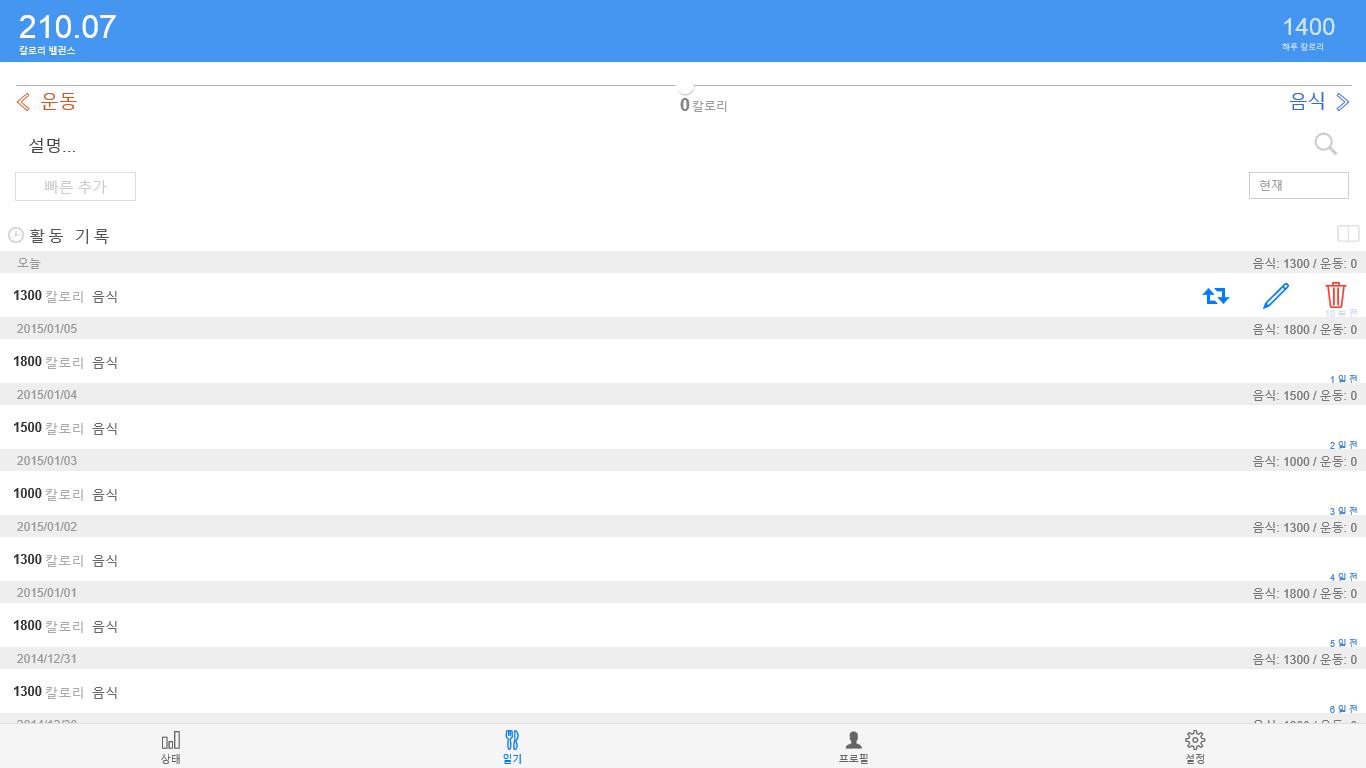 210.07
칼로리 밸런스
1400
하루 칼로리
운동
0 칼로리
음식
설명...
빠른 추가
현재
활동 기록
오늘 음식: 1300 / 운동: 0
1300 칼로리 음식
10 분 전
2015/01/05 음식: 1800 / 운동: 0
1800 칼로리 음식
1 일 전
2015/01/04 음식: 1500 / 운동: 0
1500 칼로리 음식
2 일 전
2015/01/03 음식: 1000 / 운동: 0
1000 칼로리 음식
3 일 전
2015/01/02 음식: 1300 / 운동: 0
1300 칼로리 음식
4 일 전
2015/01/01 음식: 1800 / 운동: 0
1800 칼로리 음식
5 일 전
2014/12/31 음식: 1300 / 운동: 0
1300 칼로리 음식
6 일 전
상태
일기
프로필
설정